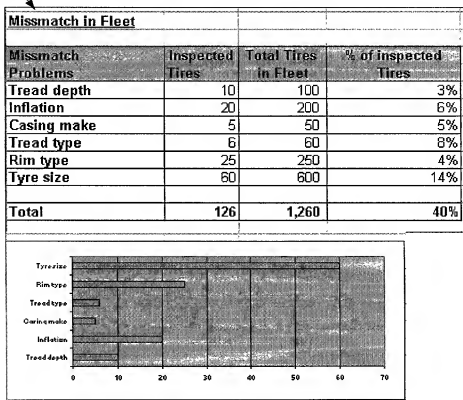 Missmatch in Fleet
Missmatch Problems Inspected Tires Total Tires in Fleet % of inspected Tires
Tread depth 10 100 3%
Inflation 20 200 6%
Casing make 5 50 5%
Tread type 6 60 8%
Rim type 25 250 4%
Tyre size 60 600 14%
Total 126 1,260 40%
Tyre size
Rim type
Tread type
Caring make
Inflation
Tread depth
0 10 20 30 40 50 60 70